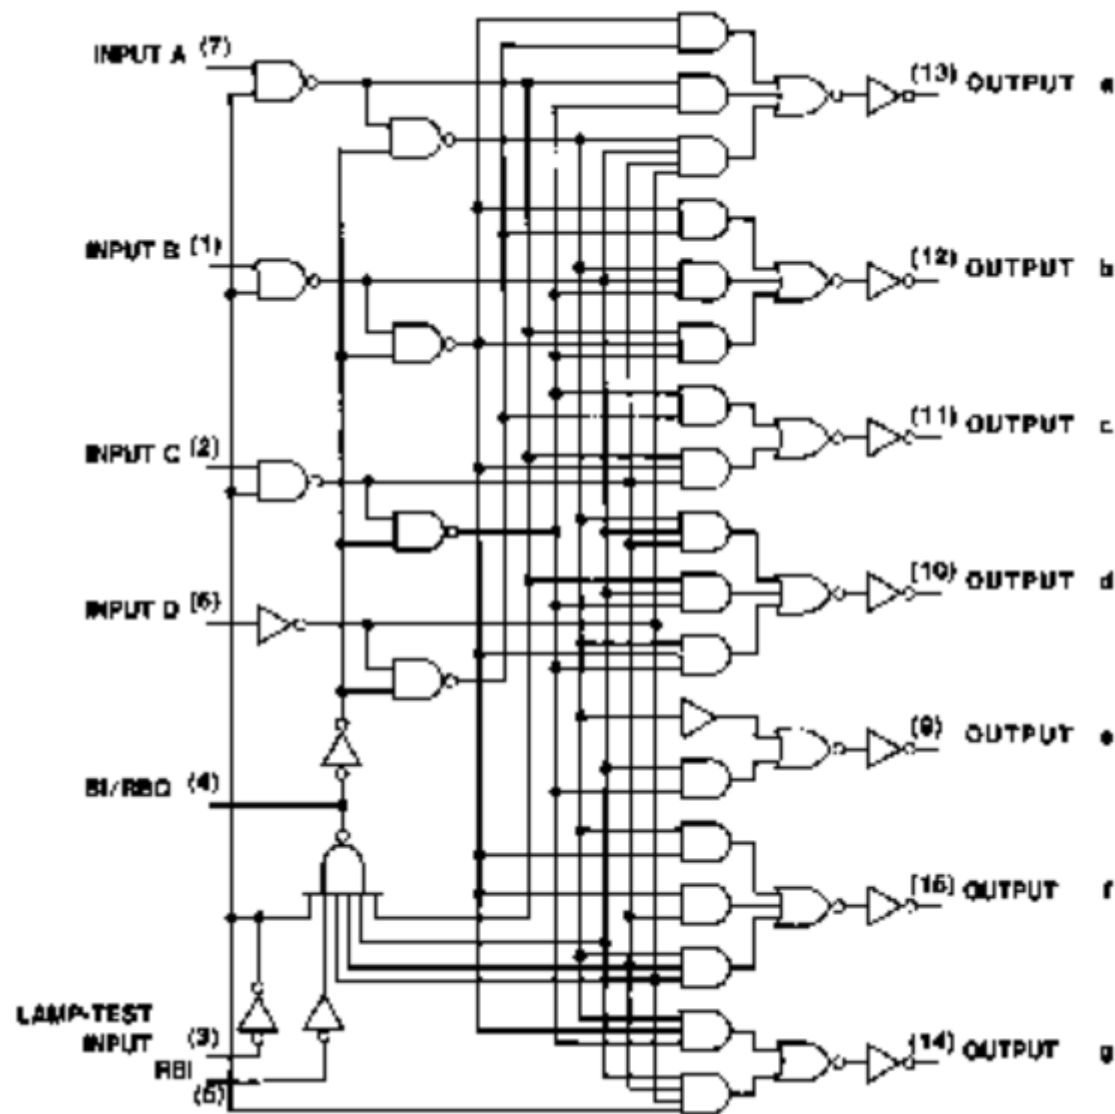 INPUT A (7)
(13) OUTPUT a
INPUT B (1)
(12) OUTPUT b
INPUT C (2)
(11) OUTPUT c
INPUT D (6)
(10) OUTPUT d
(9) OUTPUT e
BI/RBO (4)
(15) OUTPUT f
LAMP-TEST
INPUT (3)
RBI
(5)
(14) OUTPUT g